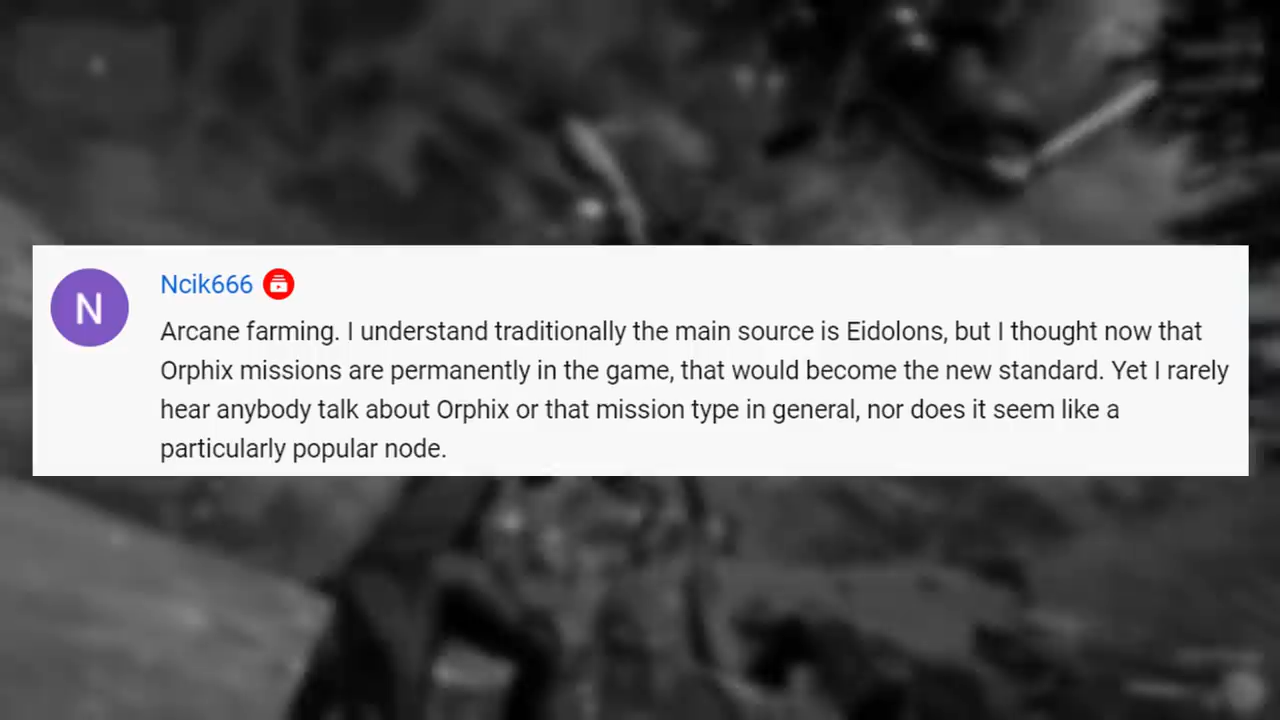 N
Ncik666
Arcane farming. I understand traditionally the main source is Eidolons, but I thought now that
Orphix missions are permanently in the game, that would become the new standard. Yet I rarely
hear anybody talk about Orphix or that mission type in general, nor does it seem like a
particularly popular node.